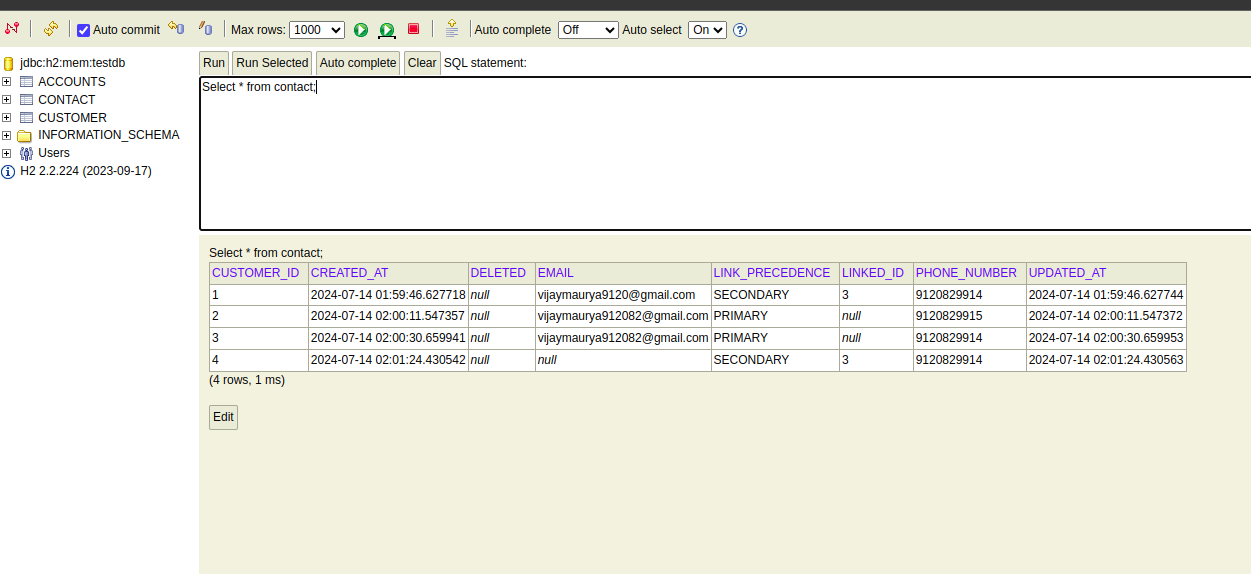 Auto commit Max rows: 1000 Auto complete Off Auto select On
jdbc:h2:mem:testdb
ACCOUNTS
CONTACT
CUSTOMER
INFORMATION_SCHEMA
Users
H2 2.2.224 (2023-09-17)
Run Run Selected Auto complete Clear SQL statement:
Select * from contact;
Select * from contact;
CUSTOMER_ID CREATED_AT DELETED EMAIL LINK_PRECEDENCE LINKED_ID PHONE_NUMBER UPDATED_AT
1 2024-07-14 01:59:46.627718 null vijaymaurya9120@gmail.com SECONDARY 3 9120829914 2024-07-14 01:59:46.627744
2 2024-07-14 02:00:11.547357 null vijaymaurya912082@gmail.com PRIMARY null 9120829915 2024-07-14 02:00:11.547372
3 2024-07-14 02:00:30.659941 null vijaymaurya912082@gmail.com PRIMARY null 9120829914 2024-07-14 02:00:30.659953
4 2024-07-14 02:01:24.430542 null null SECONDARY 3 9120829914 2024-07-14 02:01:24.430563
(4 rows, 1 ms)
Edit